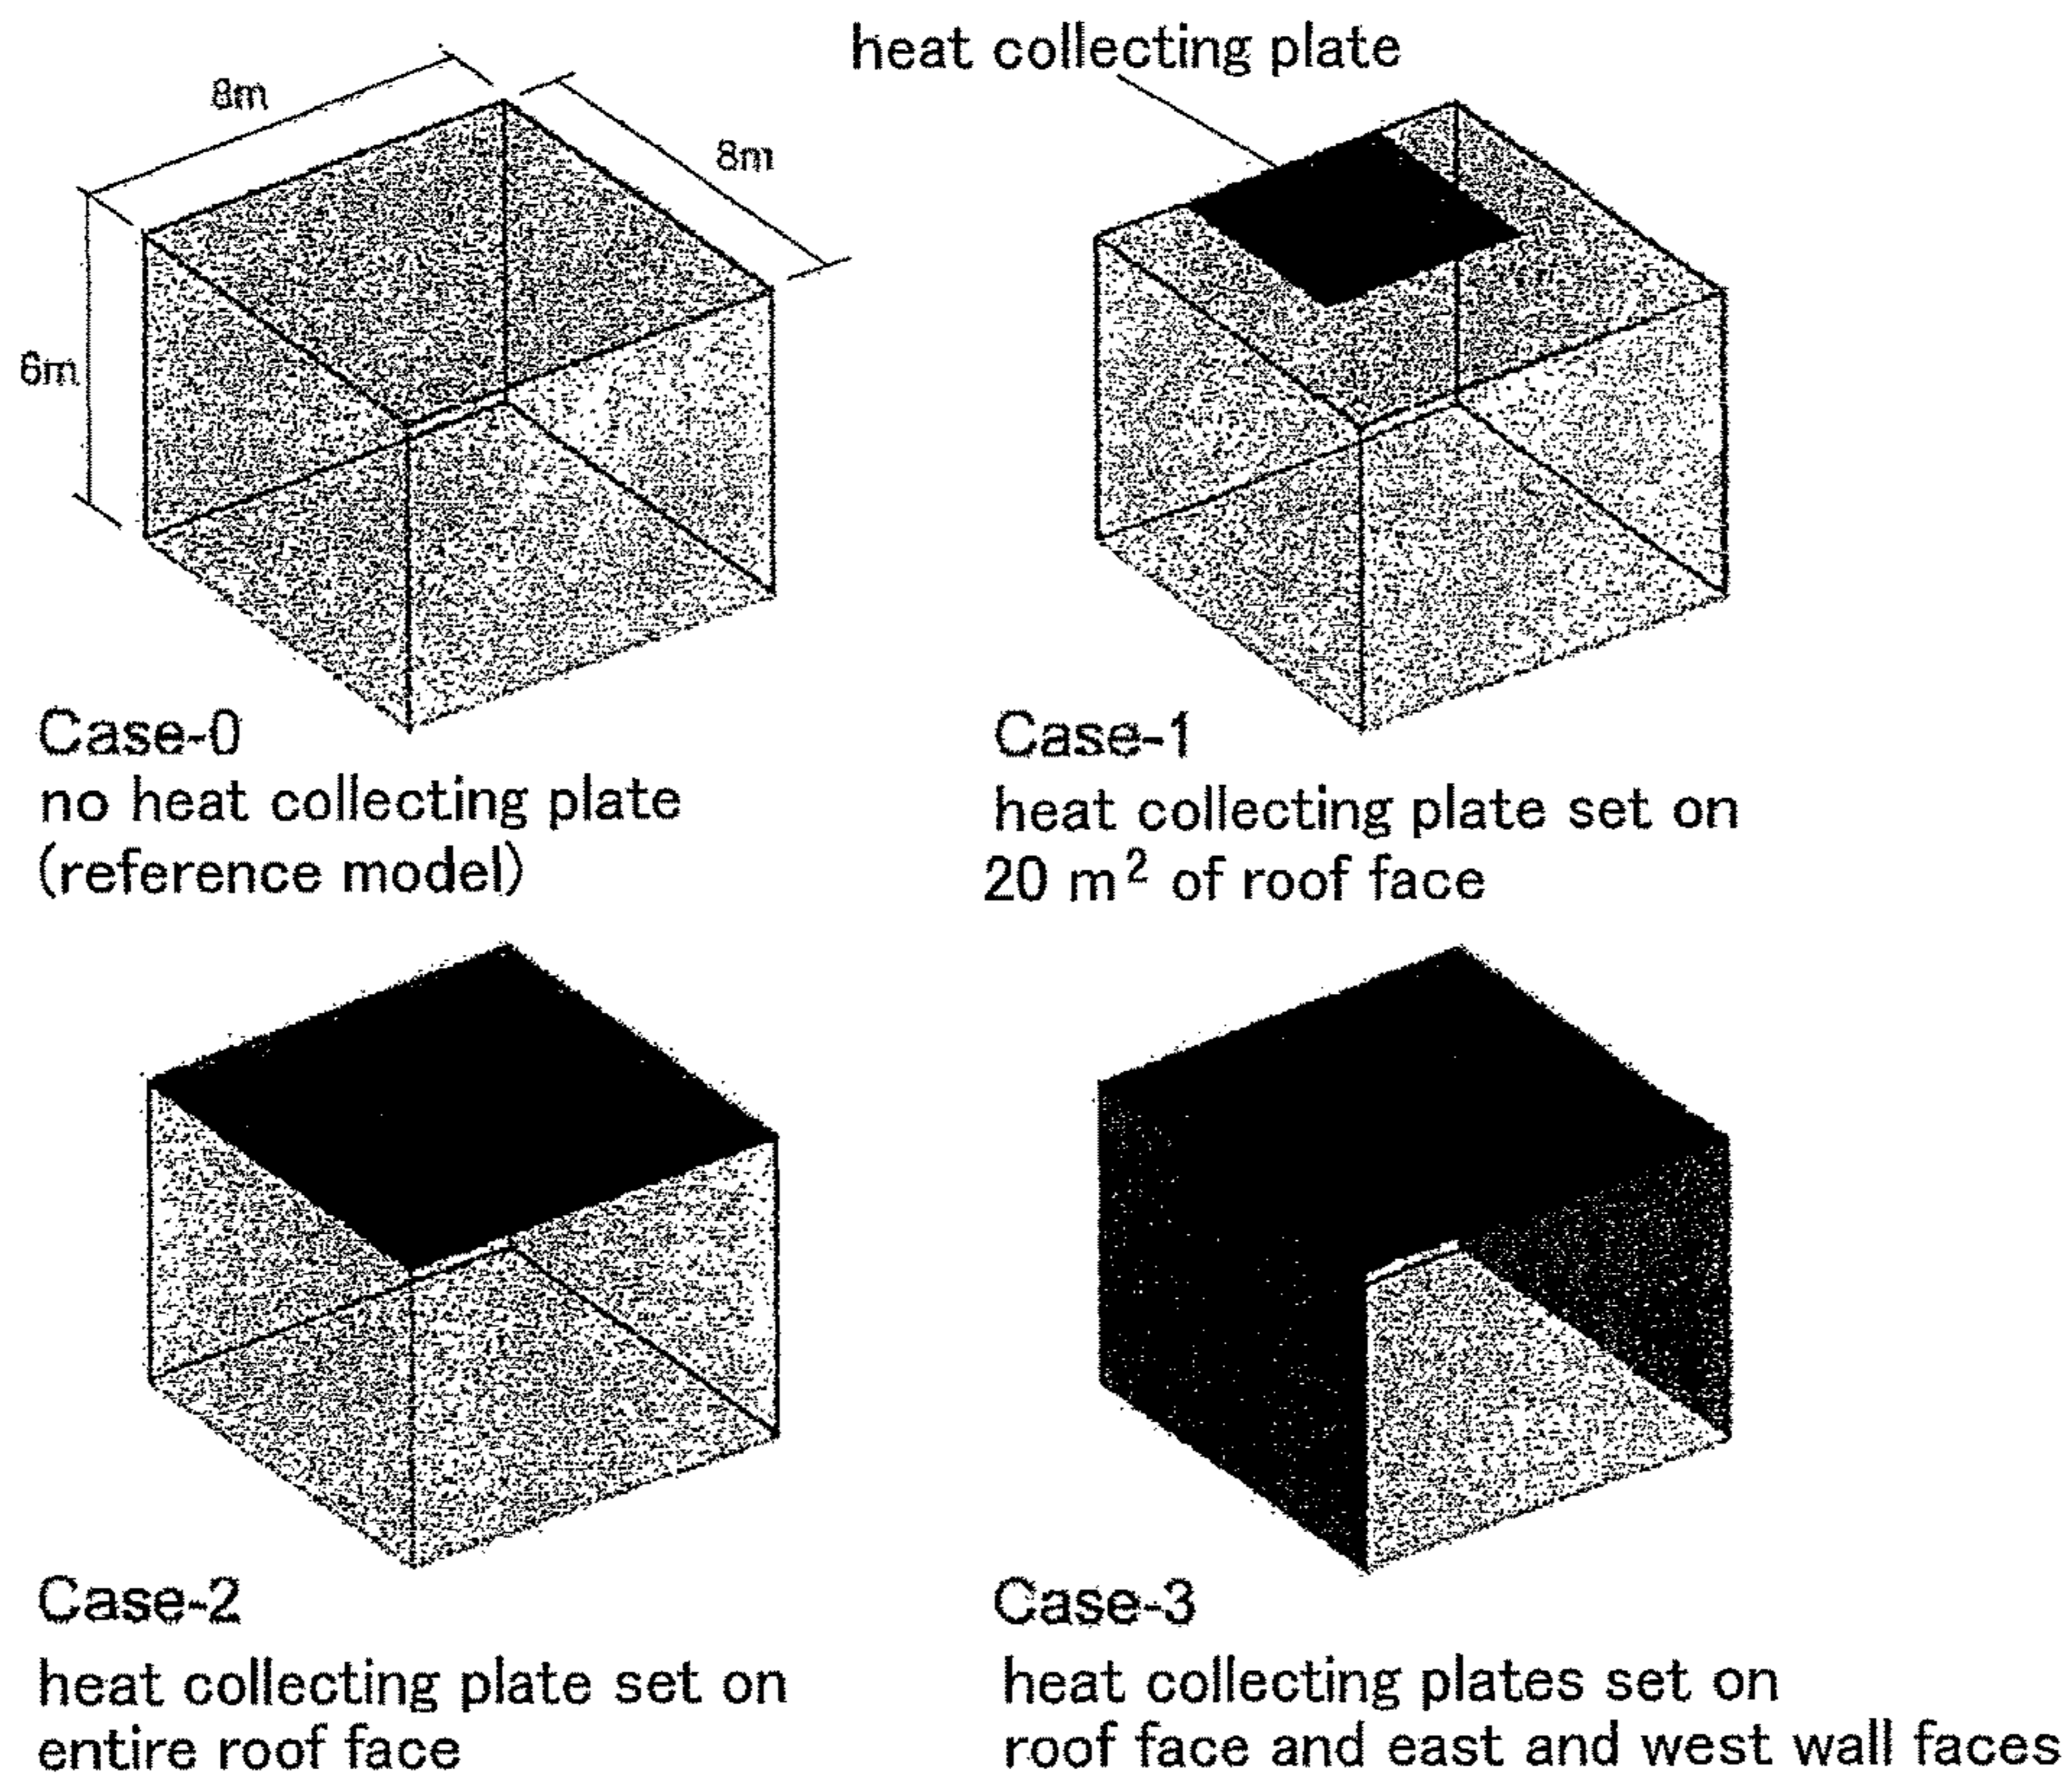 heat collecting plate
8m
8m
6m
Case-0
no heat collecting plate
(reference model)
Case-1
heat collecting plate set on
20 m² of roof face
Case-2
heat collecting plate set on
entire roof face
Case-3
heat collecting plates set on
roof face and east and west wall faces